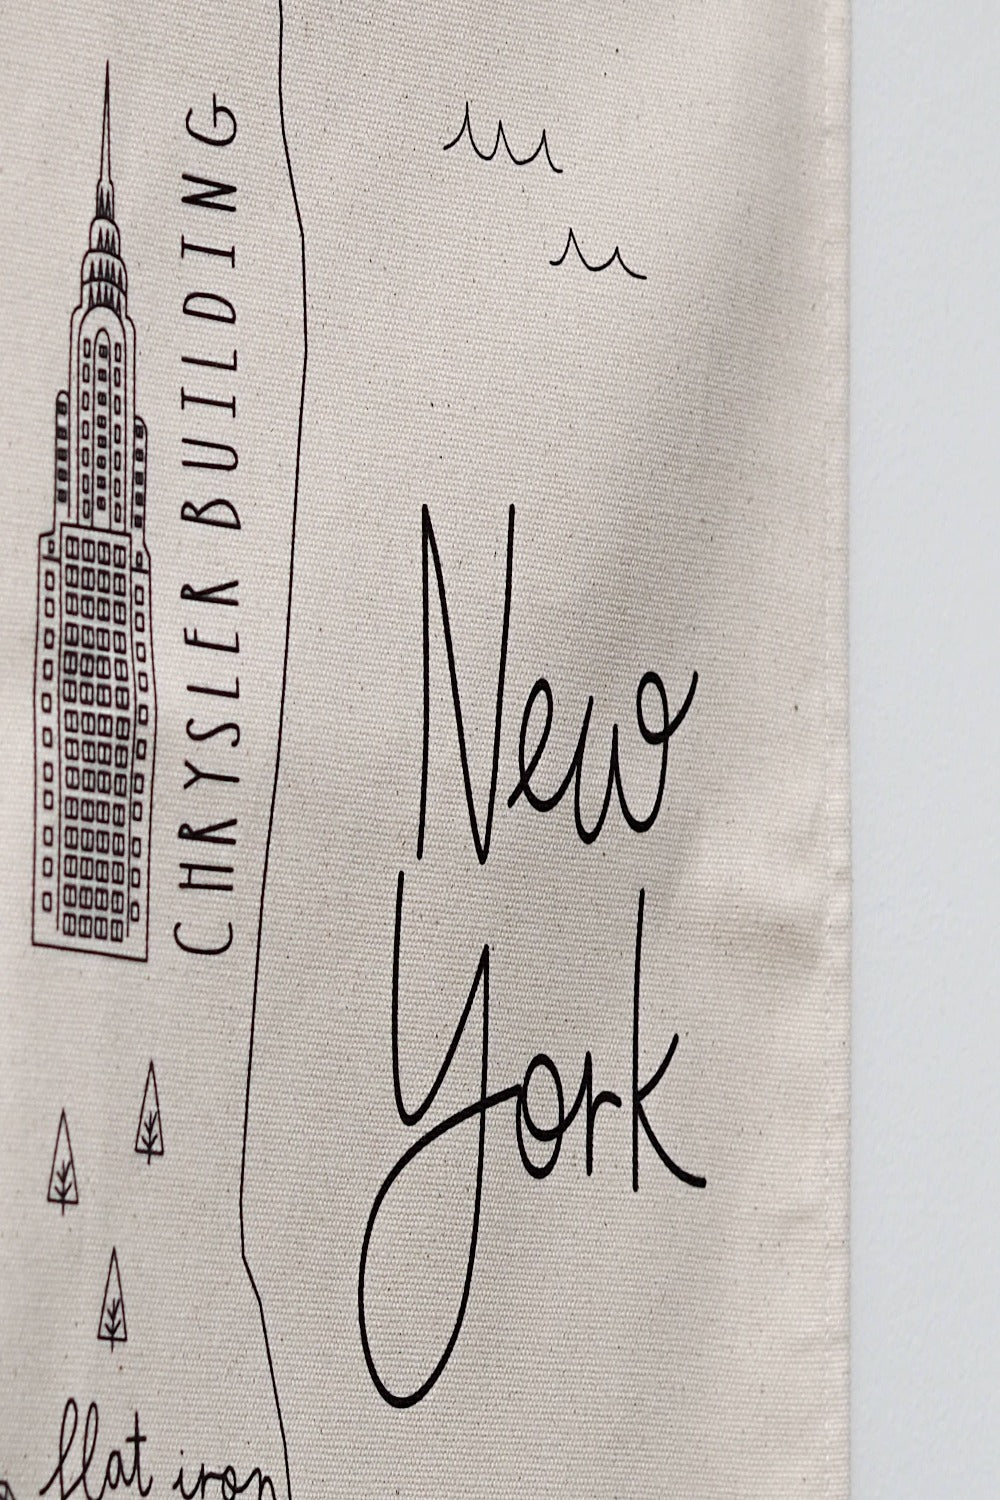 CHRYSLER BUILDING
New
York
flat iron